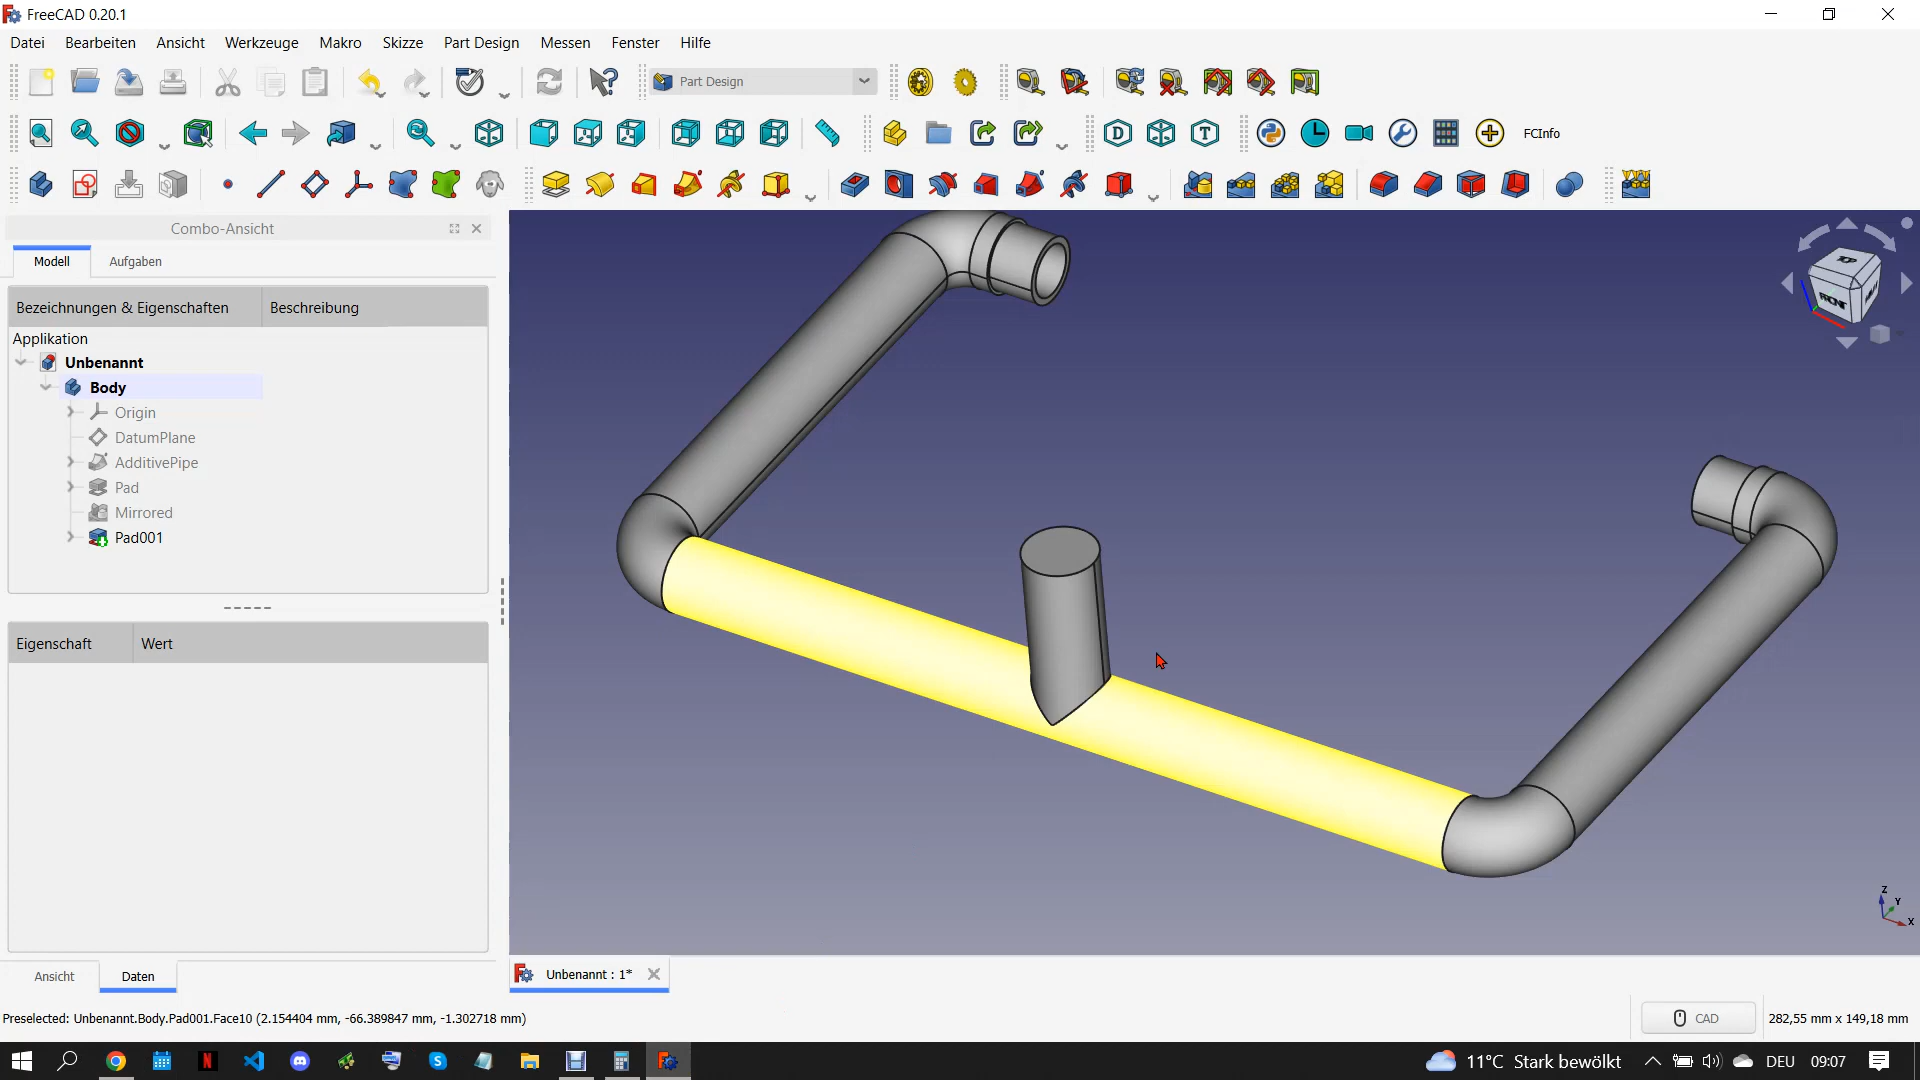 FreeCAD 0.20.1
Datei Bearbeiten Ansicht Werkzeuge Makro Skizze Part Design Messen Fenster Hilfe
Part Design
D T FCInfo
Combo-Ansicht
Modell Aufgaben
Bezeichnungen & Eigenschaften Beschreibung
Applikation
Unbenannt
Body
Origin
DatumPlane
AdditivePipe
Pad
Mirrored
Pad001
Eigenschaft Wert
Ansicht Daten
TOP
FRONT
Z
Y
X
Unbenannt : 1*
Preselected: Unbenannt.Body.Pad001.Face10 (2.154404 mm, -66.389847 mm, -1.302718 mm)
CAD
282,55 mm x 149,18 mm
11°C Stark bewölkt DEU 09:07